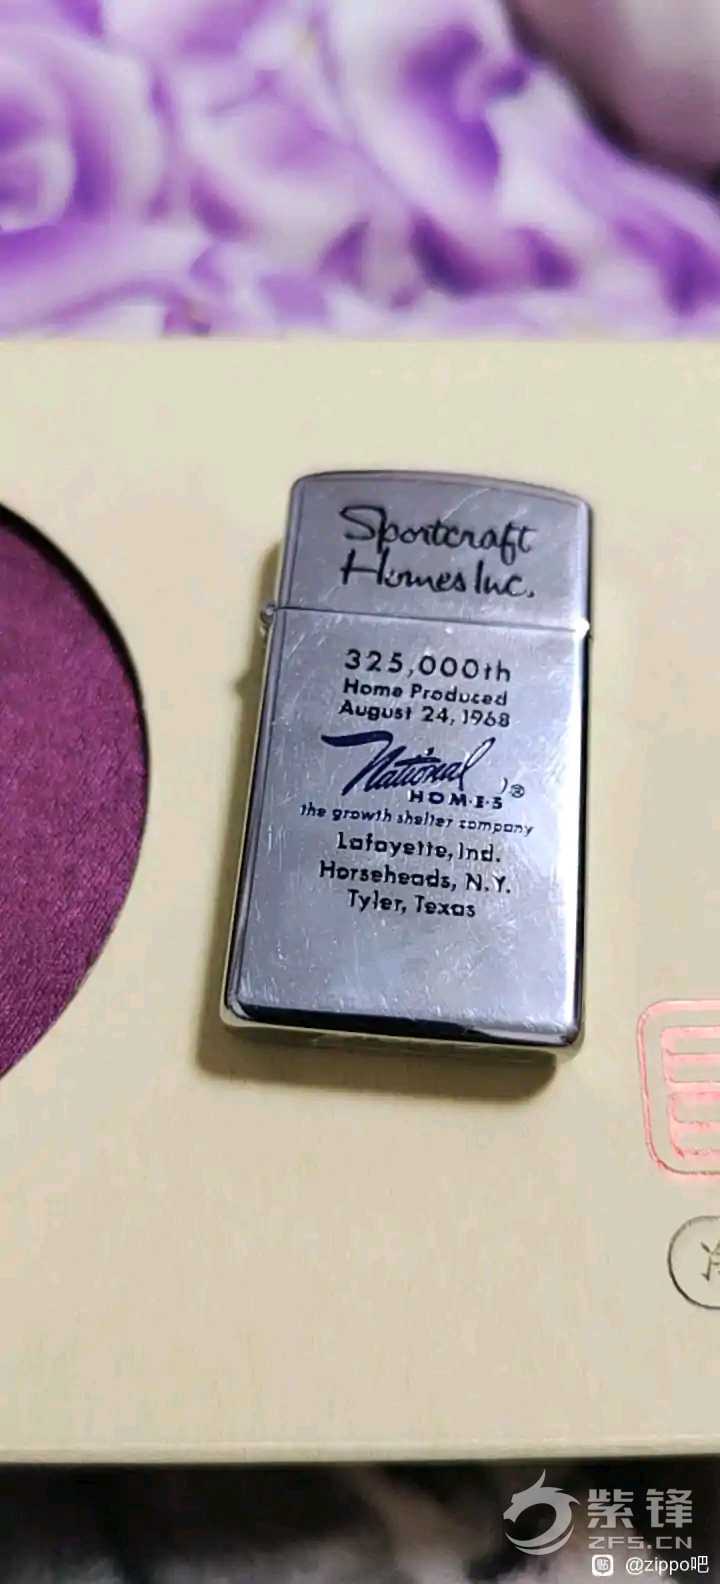 Sportcraft
Homes Inc.
325,000th
Home Produced
August 24, 1968
National ®
HOMES
the growth shelter company
Lafayette, Ind.
Horseheads, N.Y.
Tyler, Texas
紫锋
ZFS.CN
贴 @zippo吧